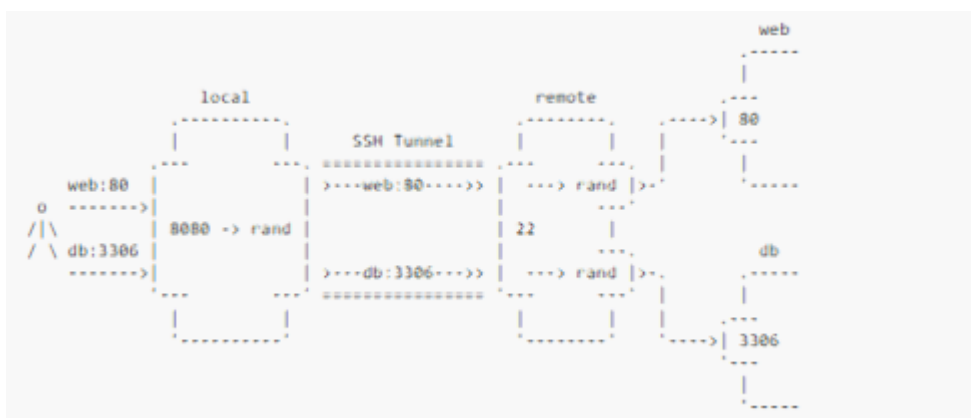 web
local remote
80
SSH Tunnel
web:80 >---web:80---->> ---> rand
8080 -> rand 22
db:3306 db
>---db:3306--->> ---> rand
3306